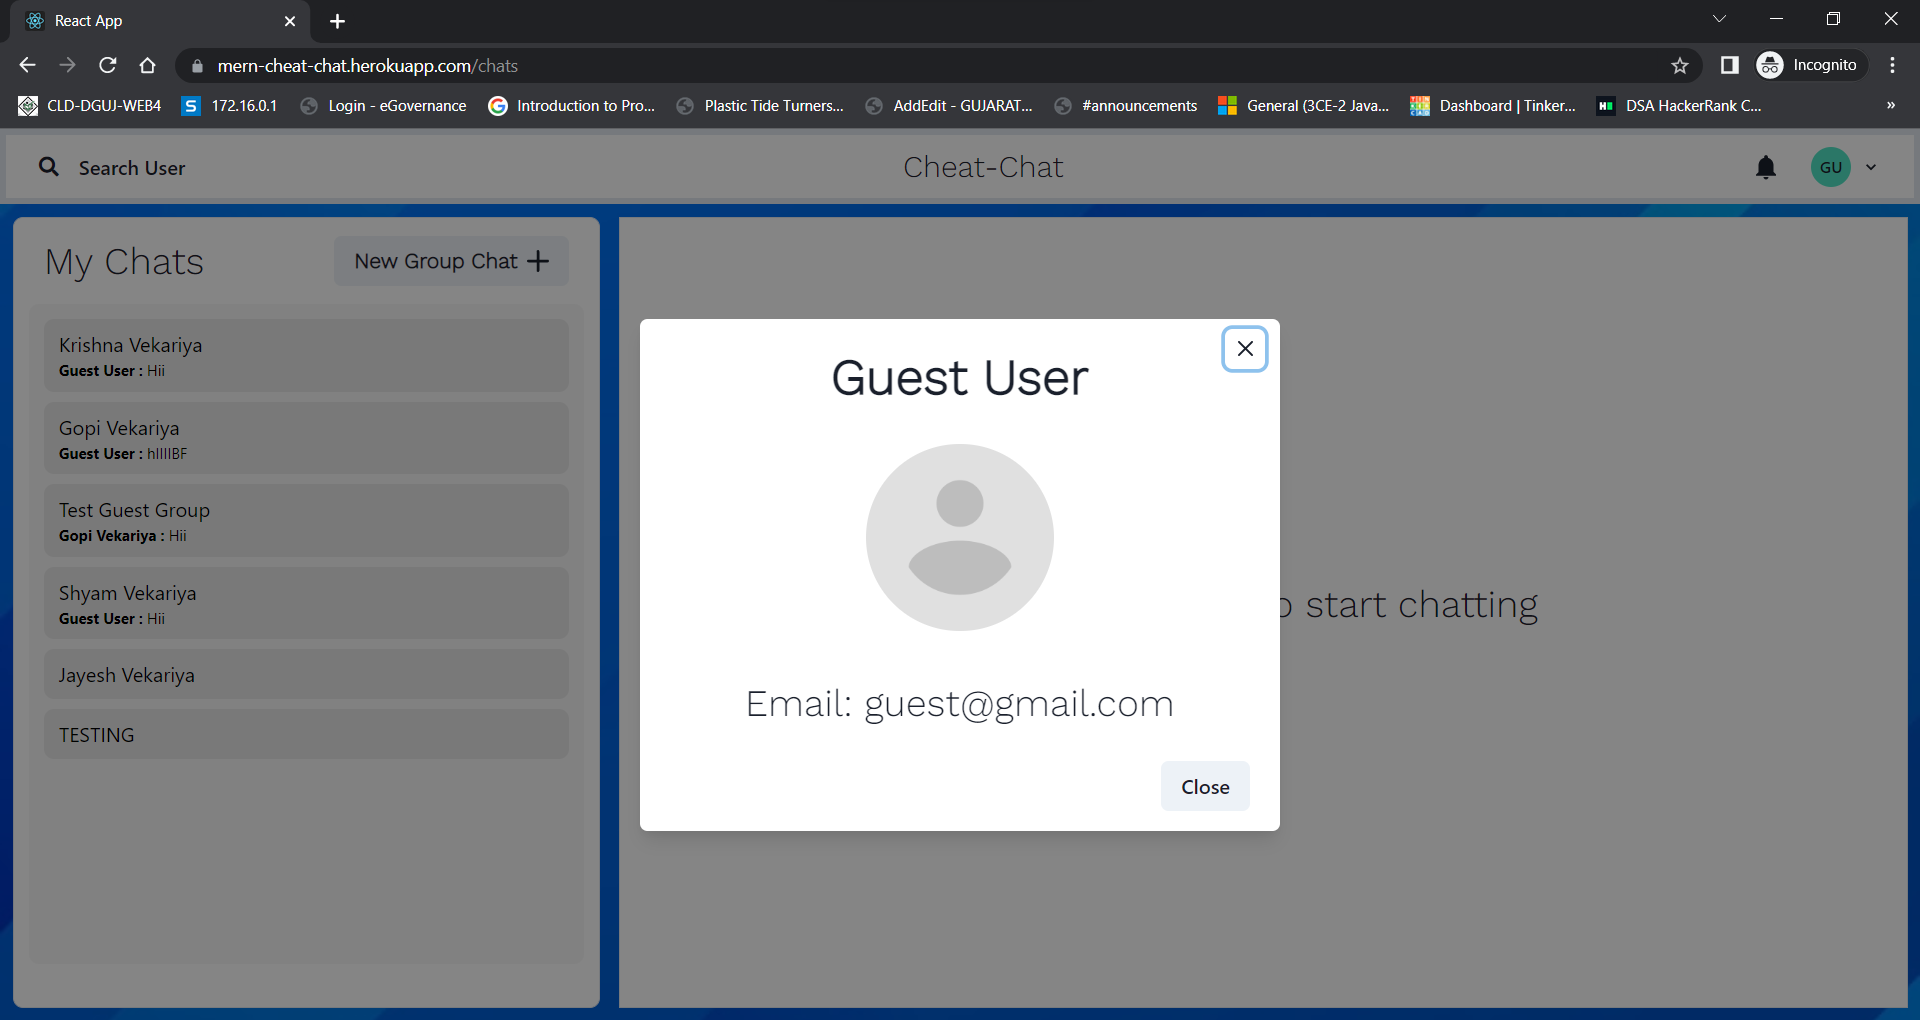 React App
mern-cheat-chat.herokuapp.com/chats
Incognito
CLD-DGUJ-WEB4
S 172.16.0.1
Login - eGovernance
Introduction to Pro...
Plastic Tide Turners...
AddEdit - GUJARAT...
#announcements
General (3CE-2 Java...
Dashboard | Tinker...
DSA HackerRank C...
Search User
Cheat-Chat
GU
My Chats
New Group Chat
Krishna Vekariya
Guest User : Hii
Gopi Vekariya
Guest User : hIIIIBF
Test Guest Group
Gopi Vekariya : Hii
Shyam Vekariya
Guest User : Hii
Jayesh Vekariya
TESTING
start chatting
Guest User
Email: guest@gmail.com
Close